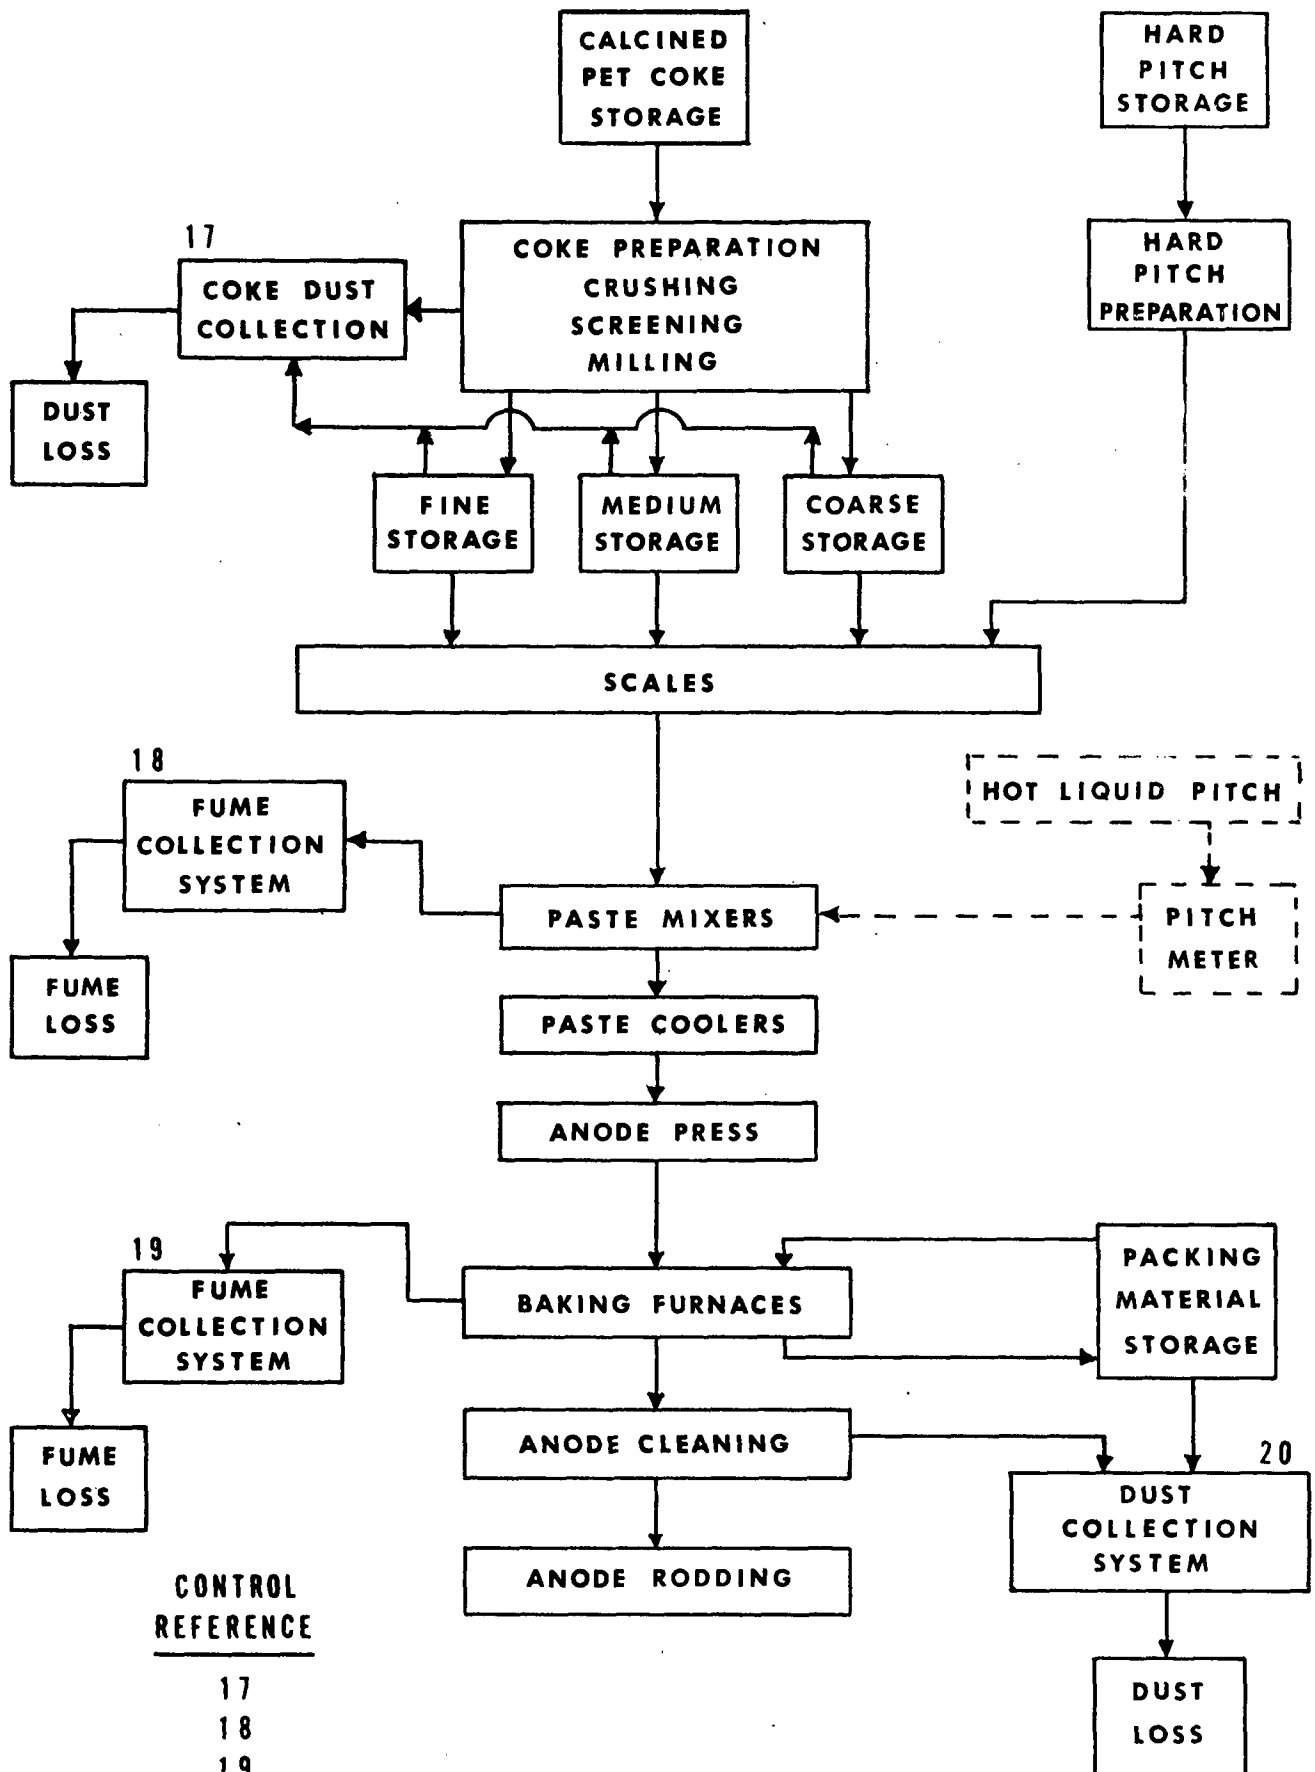 CALCINED
PET COKE
STORAGE
HARD
PITCH
STORAGE
17
COKE DUST
COLLECTION
COKE PREPARATION
CRUSHING
SCREENING
MILLING
HARD
PITCH
PREPARATION
DUST
LOSS
FINE
STORAGE
MEDIUM
STORAGE
COARSE
STORAGE
SCALES
18
FUME
COLLECTION
SYSTEM
HOT LIQUID PITCH
PASTE MIXERS
PITCH
METER
FUME
LOSS
PASTE COOLERS
ANODE PRESS
19
FUME
COLLECTION
SYSTEM
BAKING FURNACES
PACKING
MATERIAL
STORAGE
FUME
LOSS
ANODE CLEANING
20
DUST
COLLECTION
SYSTEM
ANODE RODDING
CONTROL
REFERENCE
17
18
19
DUST
LOSS